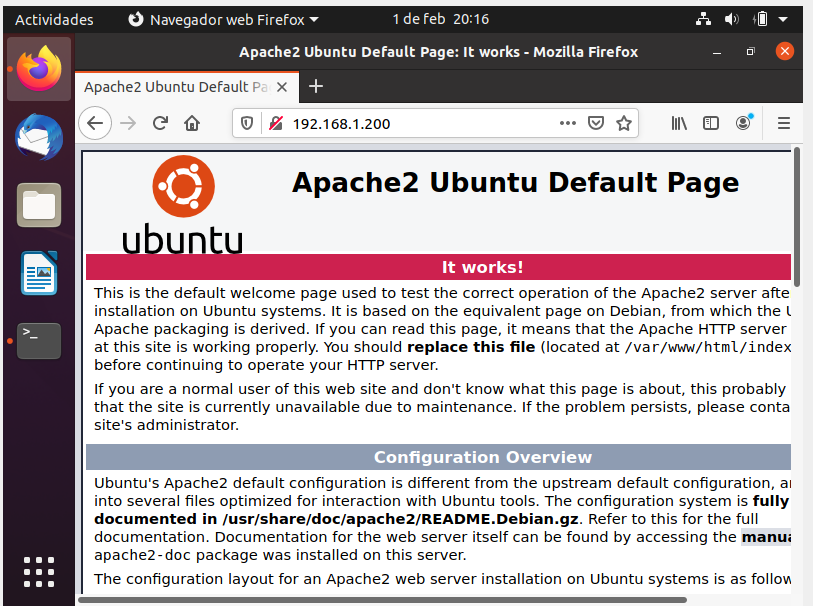 Actividades
Navegador web Firefox
1 de feb 20:16
Apache2 Ubuntu Default Page: It works - Mozilla Firefox
Apache2 Ubuntu Default Pa
192.168.1.200
ubuntu
Apache2 Ubuntu Default Page
It works!
This is the default welcome page used to test the correct operation of the Apache2 server afte
installation on Ubuntu systems. It is based on the equivalent page on Debian, from which the U
Apache packaging is derived. If you can read this page, it means that the Apache HTTP server
at this site is working properly. You should replace this file (located at /var/www/html/index
before continuing to operate your HTTP server.
If you are a normal user of this web site and don't know what this page is about, this probably
that the site is currently unavailable due to maintenance. If the problem persists, please conta
site's administrator.
Configuration Overview
Ubuntu's Apache2 default configuration is different from the upstream default configuration, a
into several files optimized for interaction with Ubuntu tools. The configuration system is fully
documented in /usr/share/doc/apache2/README.Debian.gz. Refer to this for the full
documentation. Documentation for the web server itself can be found by accessing the manua
apache2-doc package was installed on this server.
The configuration layout for an Apache2 web server installation on Ubuntu systems is as follow